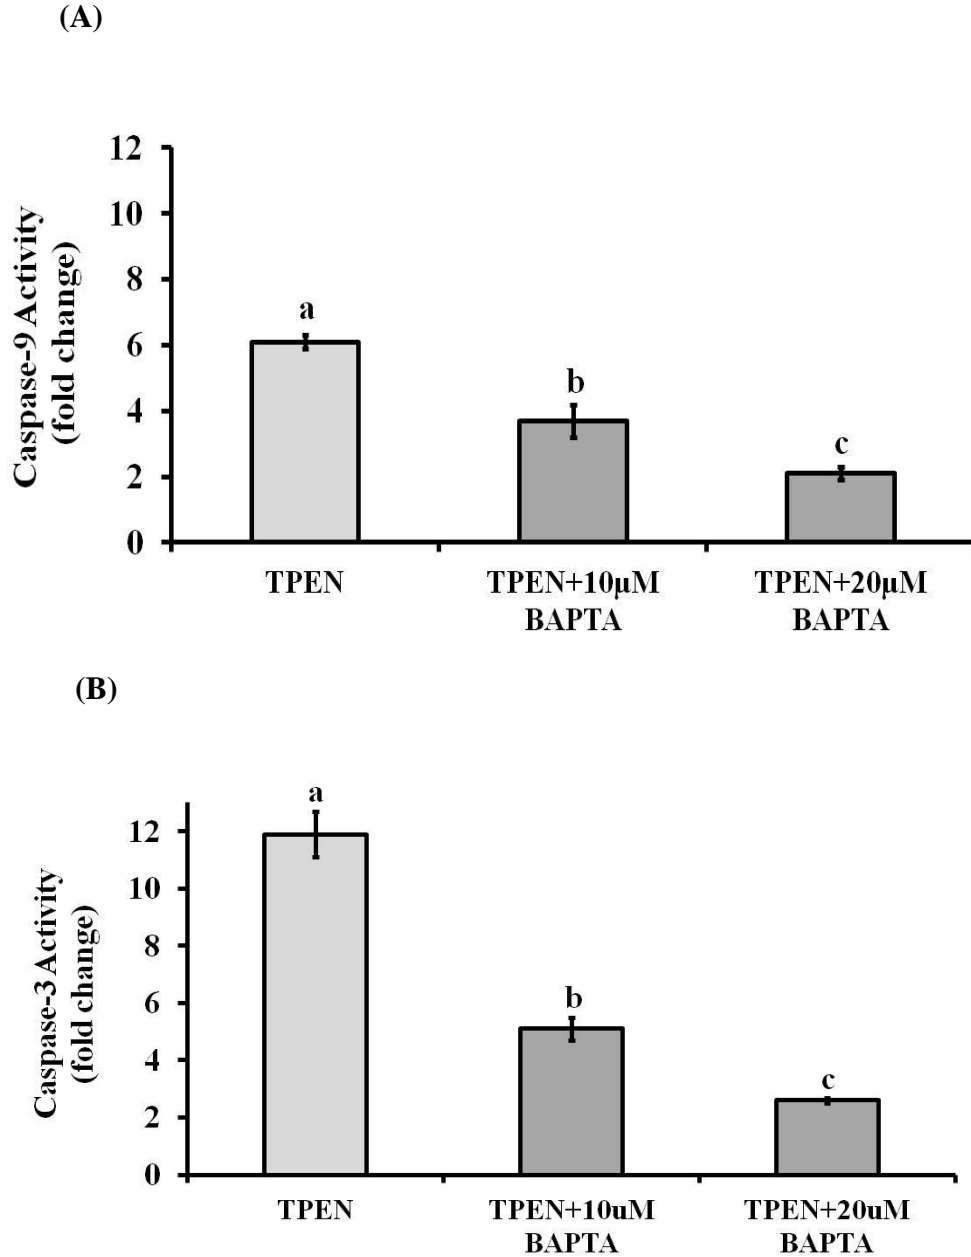 (A)
12
10
8
6
4
2
0
Caspase-9 Activity
(fold change)
a
b
c
TPEN
TPEN+10μM
BAPTA
TPEN+20μM
BAPTA
(B)
12
10
8
6
4
2
0
Caspase-3 Activity
(fold change)
a
b
c
TPEN
TPEN+10uM
BAPTA
TPEN+20uM
BAPTA